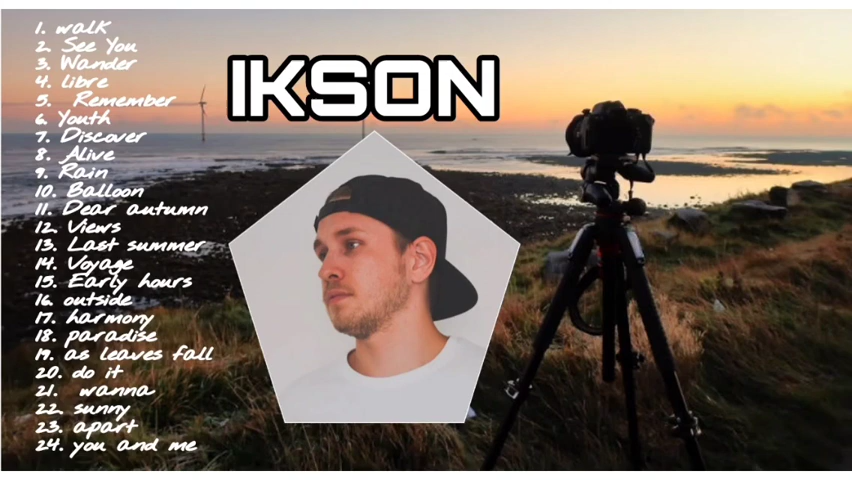 1. walk
2. See You
3. Wander
4. libre
5. Remember
6. Youth
7. Discover
8. Alive
9. Rain
10. Balloon
11. Dear autumn
12. Views
13. Last summer
14. Voyage
15. Early hours
16. outside
17. harmony
18. paradise
19. as leaves fall
20. do it
21. wanna
22. sunny
23. apart
24. you and me
IKSON